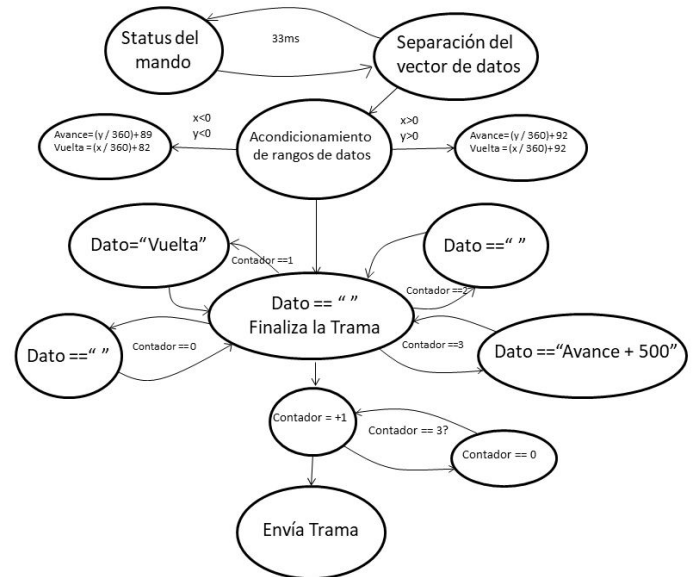 Status del
mando
33ms
Separación del
vector de datos
x<0
y<0
Avance=(y / 360)+89
Vuelta =(x / 360)+82
Acondicionamiento
de rangos de datos
x>0
y>0
Avance=(y / 360)+92
Vuelta =(x / 360)+92
Dato=“Vuelta”
Contador ==1
Dato ==“ ”
Contador ==2
Dato == “ ”
Finaliza la Trama
Dato ==“ ”
Contador ==0
Contador ==3
Dato ==“Avance + 500”
Contador = +1
Contador == 3?
Contador == 0
Envía Trama